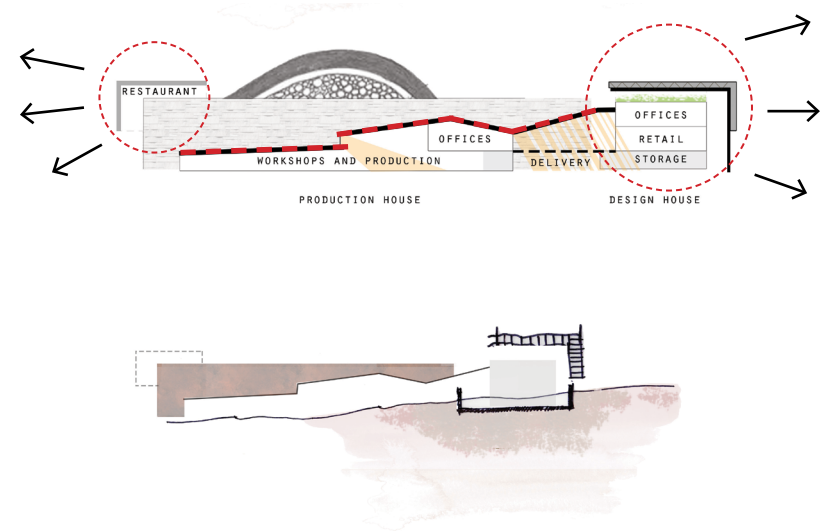 RESTAURANT
OFFICES
OFFICES
RETAIL
WORKSHOPS AND PRODUCTION
DELIVERY
STORAGE
PRODUCTION HOUSE
DESIGN HOUSE